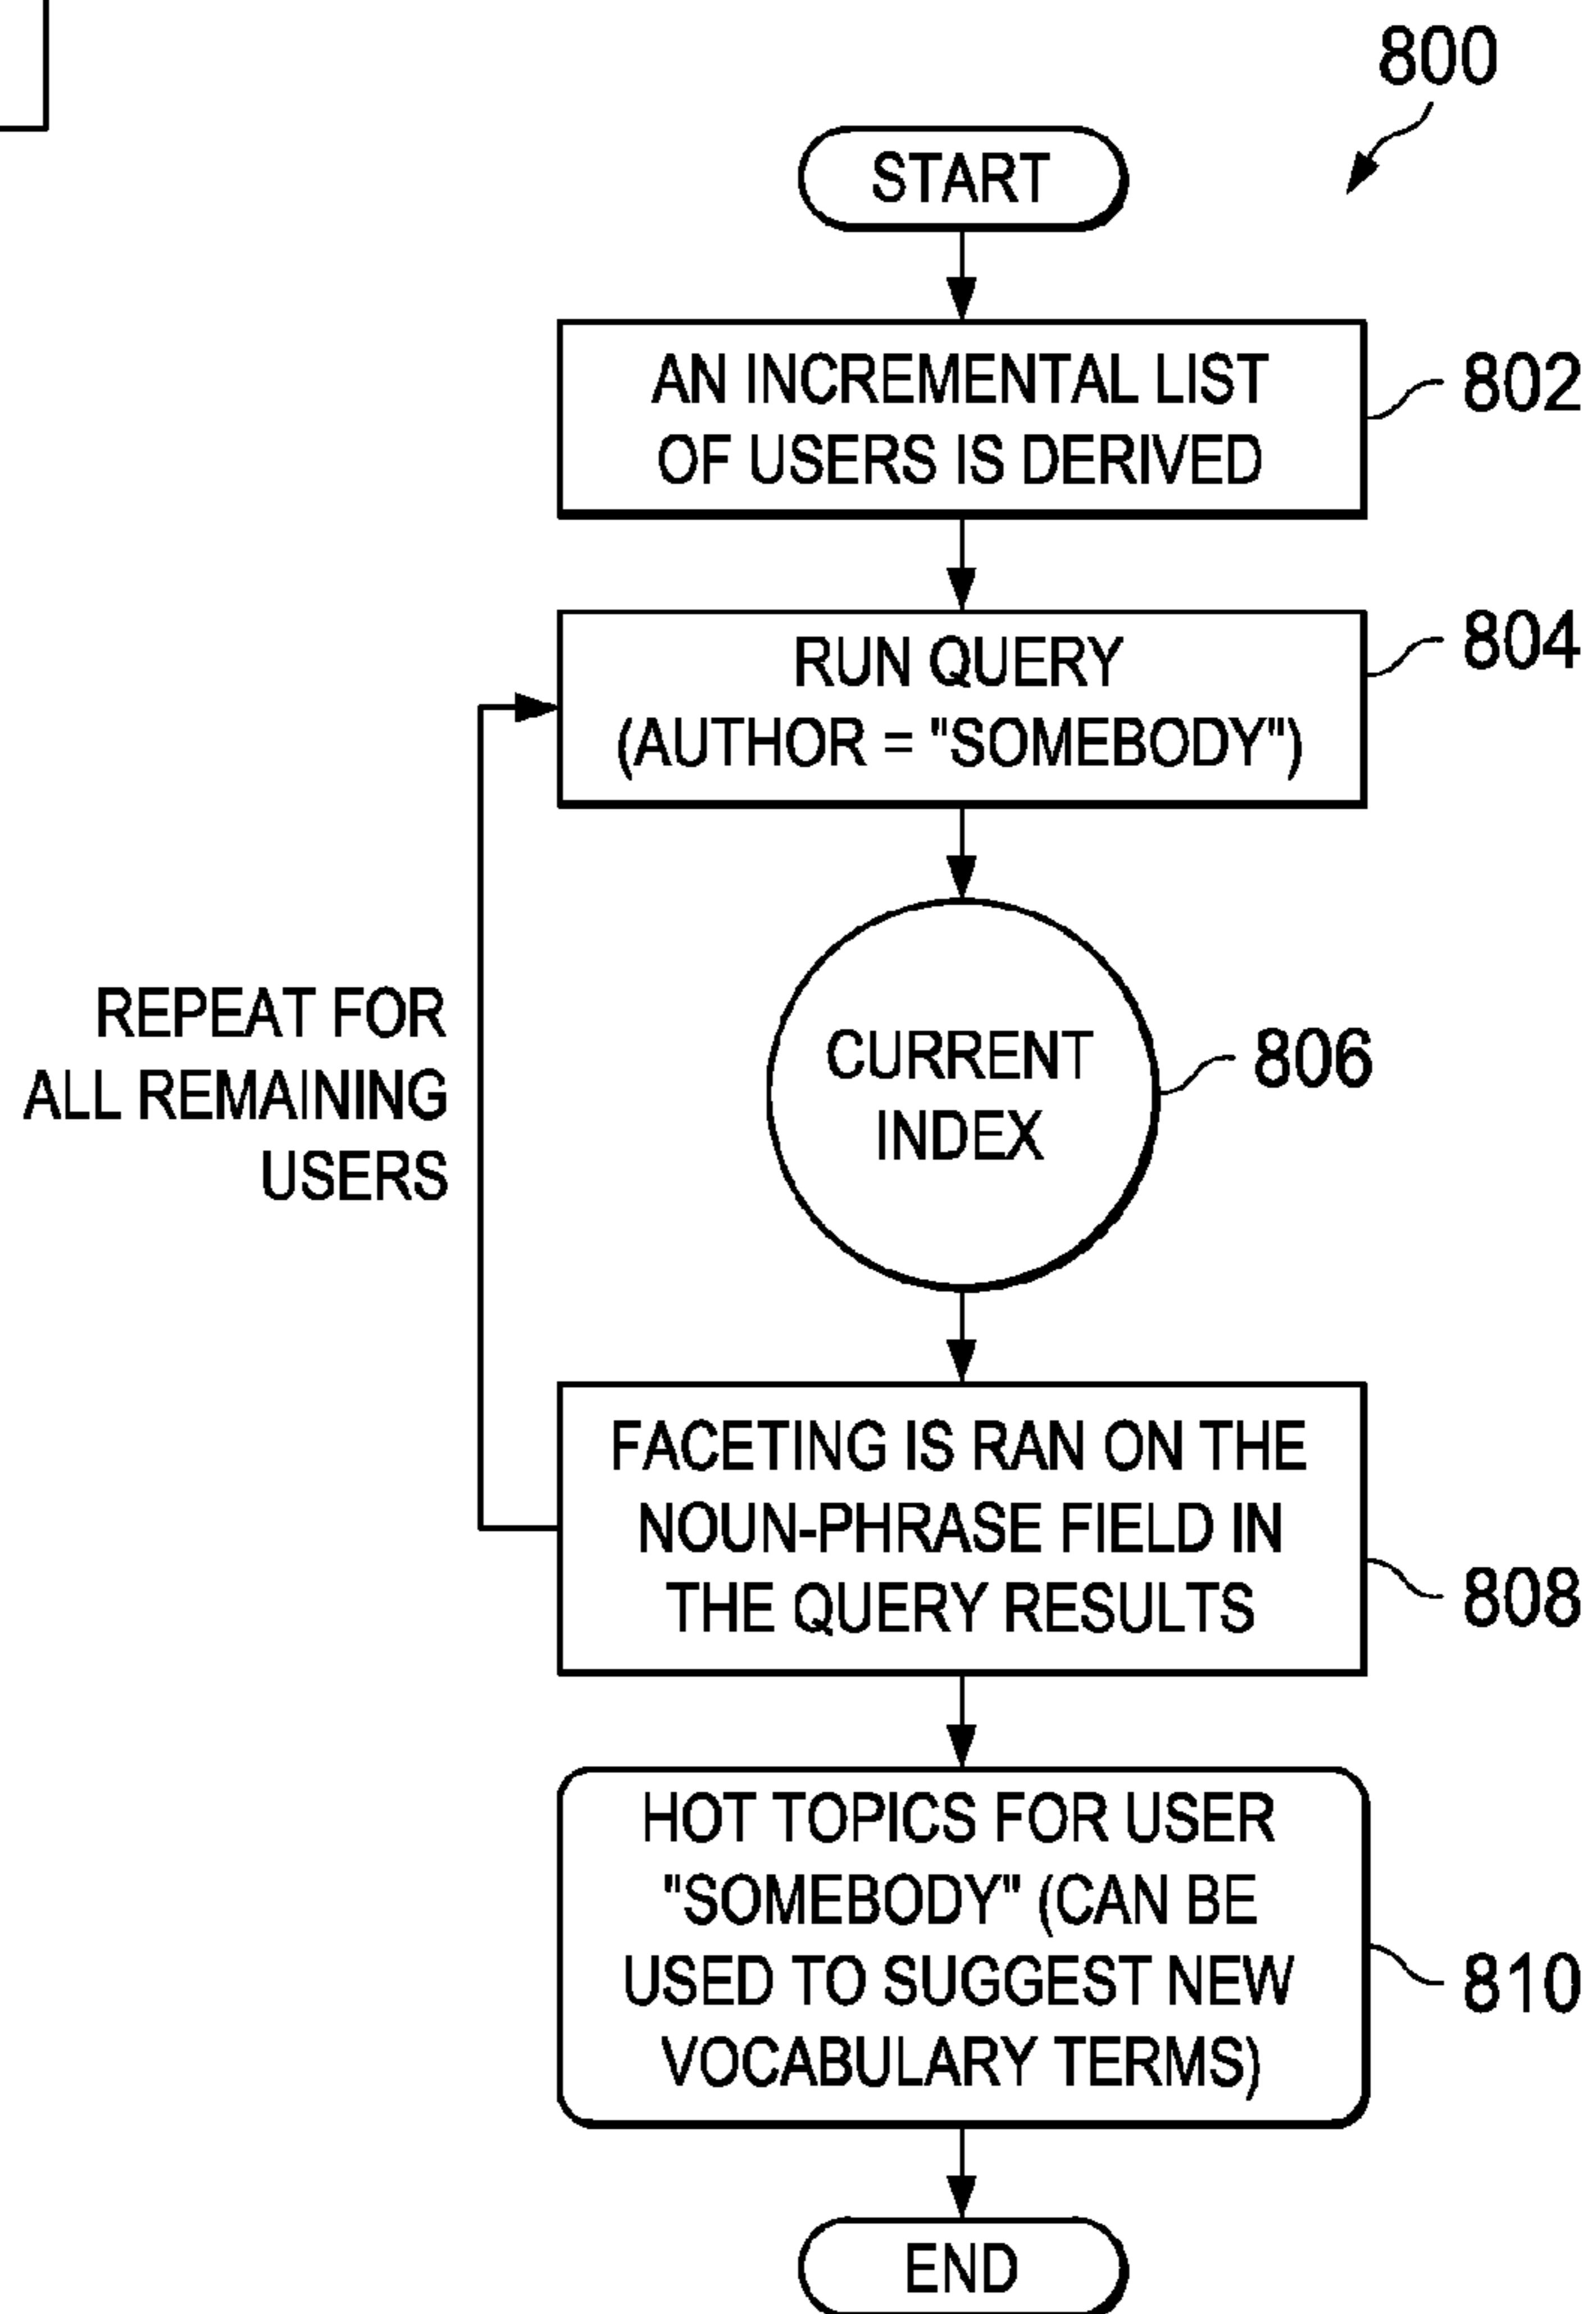 800
START
AN INCREMENTAL LIST
OF USERS IS DERIVED
802
RUN QUERY
(AUTHOR = "SOMEBODY")
804
REPEAT FOR
ALL REMAINING
USERS
CURRENT
INDEX
806
FACETING IS RAN ON THE
NOUN-PHRASE FIELD IN
THE QUERY RESULTS
808
HOT TOPICS FOR USER
"SOMEBODY" (CAN BE
USED TO SUGGEST NEW
VOCABULARY TERMS)
810
END